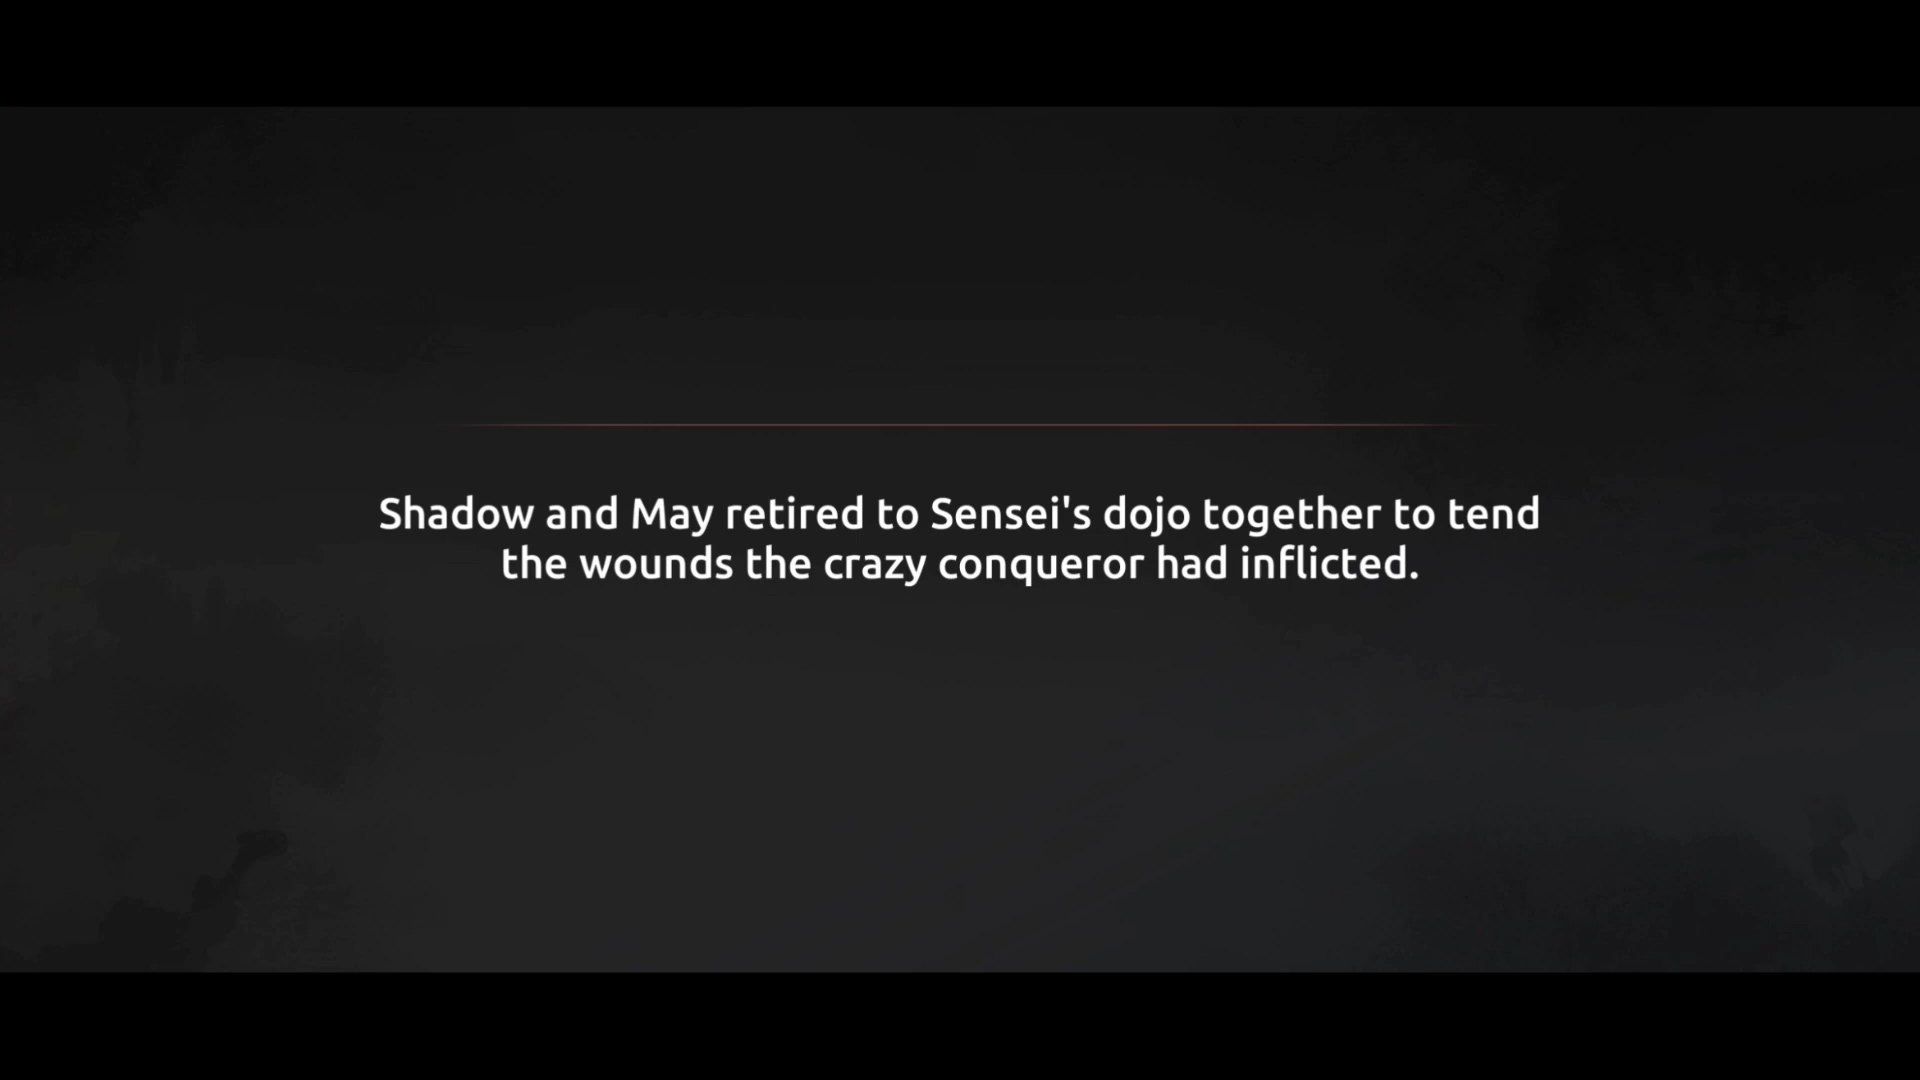 Shadow and May retired to Sensei's dojo together to tend
the wounds the crazy conqueror had inflicted.